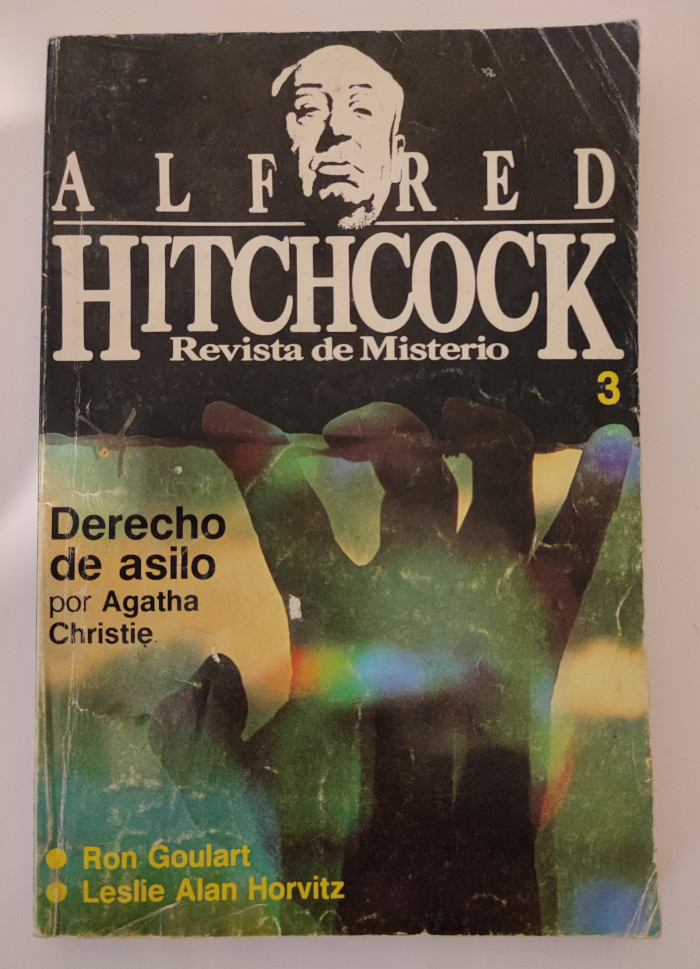 ALFRED
HITCHCOCK
Revista de Misterio
3
Derecho
de asilo
por Agatha
Christie
Ron Goulart
Leslie Alan Horvitz